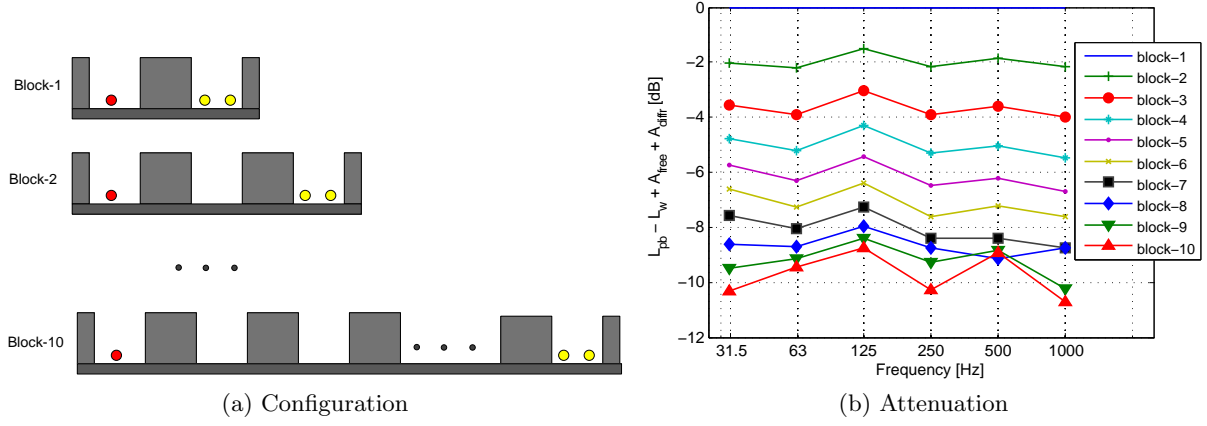 Block-1
Block-2
Block-10
(a) Configuration
L_pb − L_w + A_free + A_diffr [dB]
0
−2
−4
−6
−8
−10
−12
31.5 63 125 250 500 1000
Frequency [Hz]
block−1
block−2
block−3
block−4
block−5
block−6
block−7
block−8
block−9
block−10
(b) Attenuation